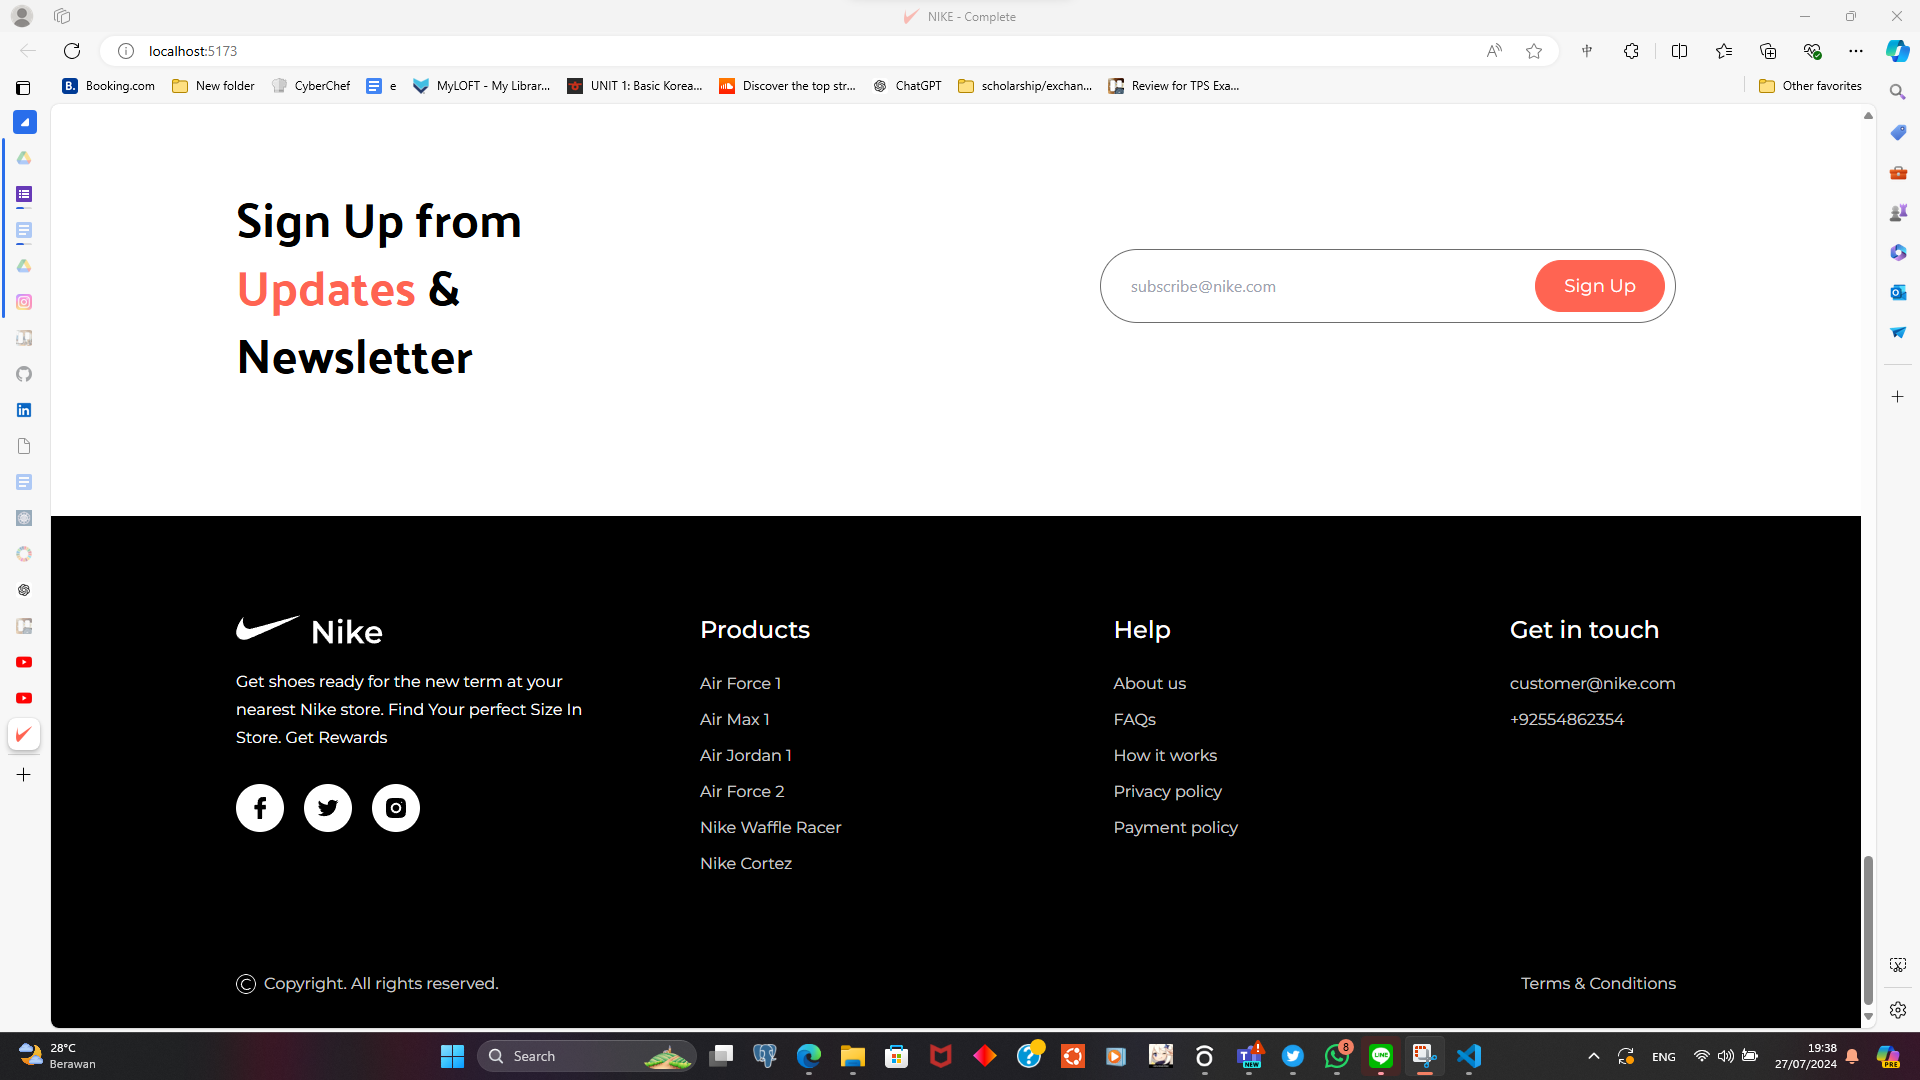 NIKE - Complete
localhost:5173
Booking.com
New folder
CyberChef
e
MyLOFT - My Librar...
UNIT 1: Basic Korea...
Discover the top str...
ChatGPT
scholarship/exchan...
Review for TPS Exa...
Other favorites
Sign Up from
Updates &
Newsletter
subscribe@nike.com
Sign Up
Nike
Get shoes ready for the new term at your
nearest Nike store. Find Your perfect Size In
Store. Get Rewards
Products
Air Force 1
Air Max 1
Air Jordan 1
Air Force 2
Nike Waffle Racer
Nike Cortez
Help
About us
FAQs
How it works
Privacy policy
Payment policy
Get in touch
customer@nike.com
+92554862354
© Copyright. All rights reserved.
Terms & Conditions
28°C
Berawan
Search
NEW
8
LINE
ENG
19:38
27/07/2024
PRE